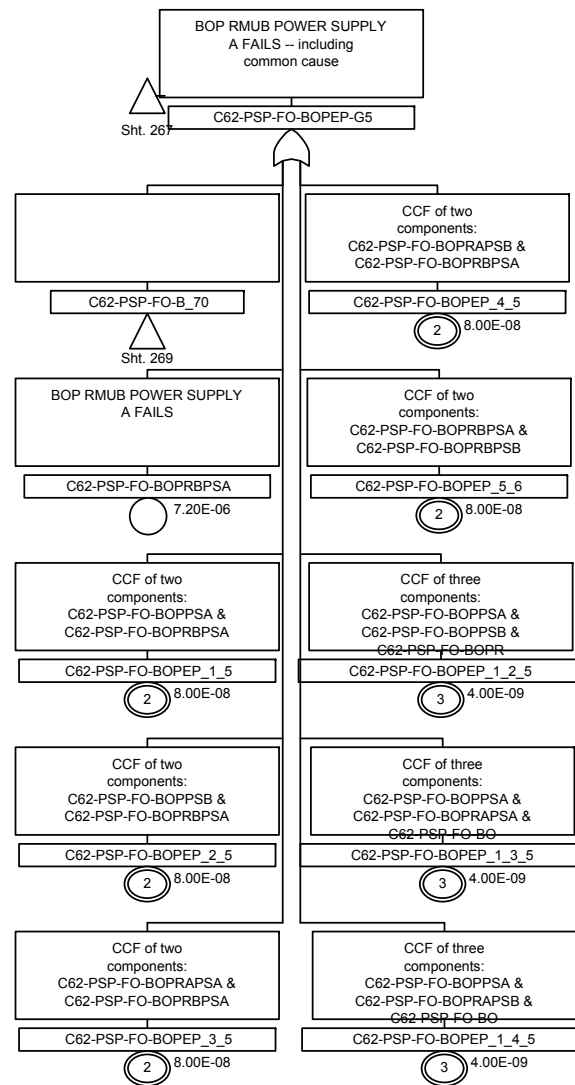 BOP RMUB POWER SUPPLY
A FAILS -- including
common cause
Sht. 267
C62-PSP-FO-BOPEP-G5
C62-PSP-FO-B_70
Sht. 269
CCF of two
components:
C62-PSP-FO-BOPRAPSB &
C62-PSP-FO-BOPRBPSA
C62-PSP-FO-BOPEP_4_5
2
8.00E-08
BOP RMUB POWER SUPPLY
A FAILS
C62-PSP-FO-BOPRBPSA
7.20E-06
CCF of two
components:
C62-PSP-FO-BOPRBPSA &
C62-PSP-FO-BOPRBPSB
C62-PSP-FO-BOPEP_5_6
2
8.00E-08
CCF of two
components:
C62-PSP-FO-BOPPSA &
C62-PSP-FO-BOPRBPSA
C62-PSP-FO-BOPEP_1_5
2
8.00E-08
CCF of three
components:
C62-PSP-FO-BOPPSA &
C62-PSP-FO-BOPPSB &
C62-PSP-FO-BOPR
C62-PSP-FO-BOPEP_1_2_5
3
4.00E-09
CCF of two
components:
C62-PSP-FO-BOPPSB &
C62-PSP-FO-BOPRBPSA
C62-PSP-FO-BOPEP_2_5
2
8.00E-08
CCF of three
components:
C62-PSP-FO-BOPPSA &
C62-PSP-FO-BOPRAPSA &
C62-PSP-FO-BO
C62-PSP-FO-BOPEP_1_3_5
3
4.00E-09
CCF of two
components:
C62-PSP-FO-BOPRAPSA &
C62-PSP-FO-BOPRBPSA
C62-PSP-FO-BOPEP_3_5
2
8.00E-08
CCF of three
components:
C62-PSP-FO-BOPPSA &
C62-PSP-FO-BOPRAPSB &
C62-PSP-FO-BO
C62-PSP-FO-BOPEP_1_4_5
3
4.00E-09